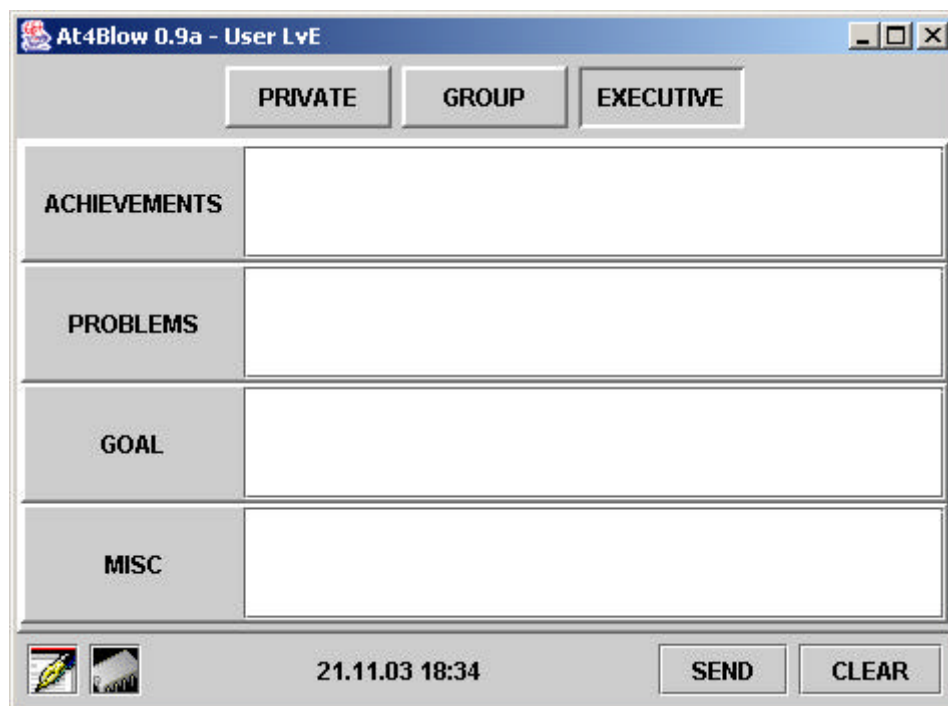 At4Blow 0.9a - User LvE
PRIVATE GROUP EXECUTIVE
ACHIEVEMENTS
PROBLEMS
GOAL
MISC
21.11.03 18:34 SEND CLEAR